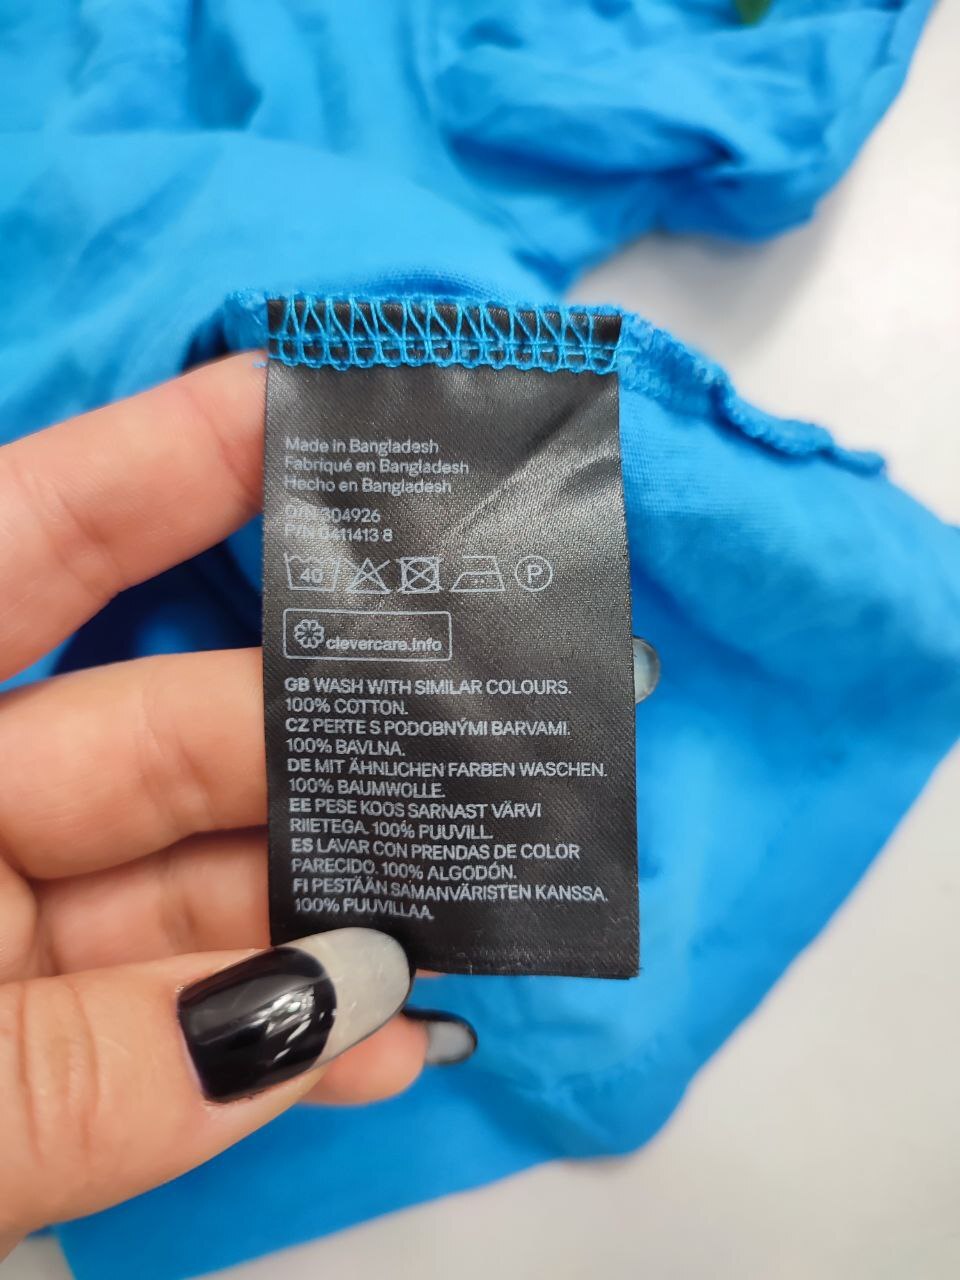 Made in Bangladesh
Fabriqué en Bangladesh
Hecho en Bangladesh
304926
0411413 8
40 P
clevercare.info
GB WASH WITH SIMILAR COLOURS.
100% COTTON.
CZ PERTE S PODOBNÝMI BARVAMI.
100% BAVLNA.
DE MIT ÄHNLICHEN FARBEN WASCHEN.
100% BAUMWOLLE.
EE PESE KOOS SARNAST VÄRVI
RIIETEGA. 100% PUUVILL.
ES LAVAR CON PRENDAS DE COLOR
PARECIDO. 100% ALGODÓN.
FI PESTÄÄN SAMANVÄRISTEN KANSSA.
100% PUUVILLAA.